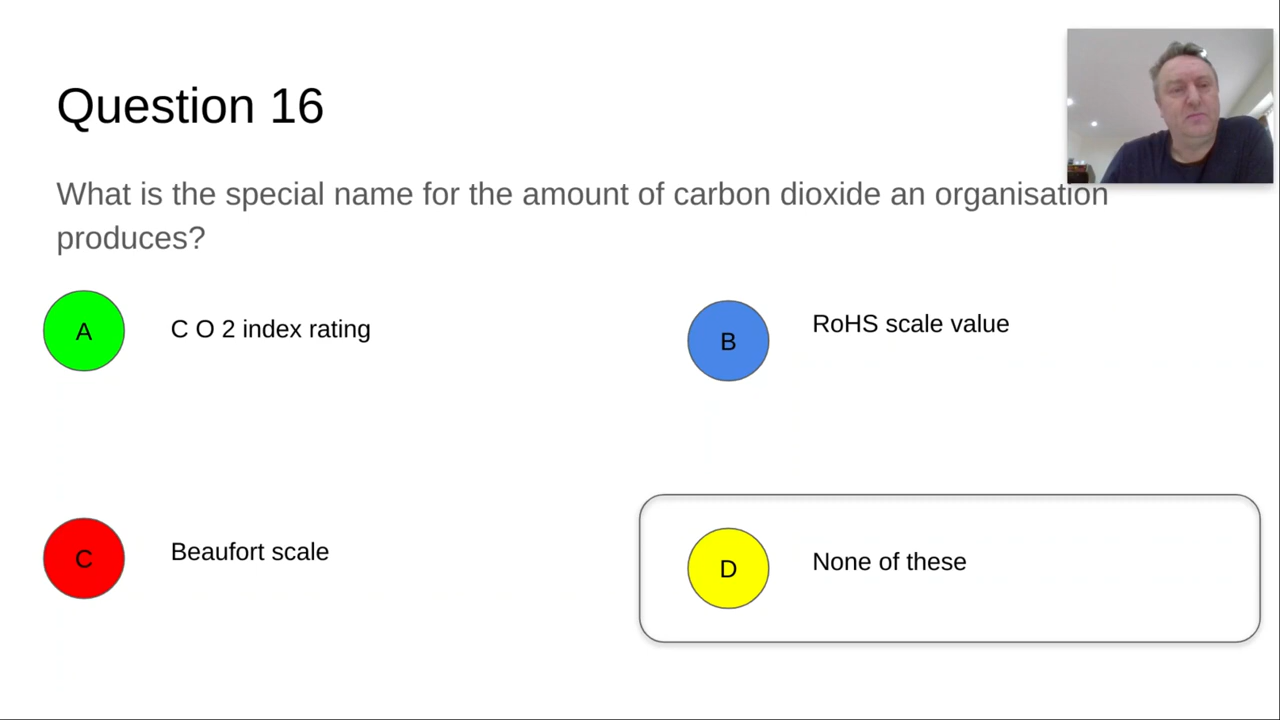 Question 16
What is the special name for the amount of carbon dioxide an organisation
produces?
A C O 2 index rating
B RoHS scale value
C Beaufort scale
D None of these